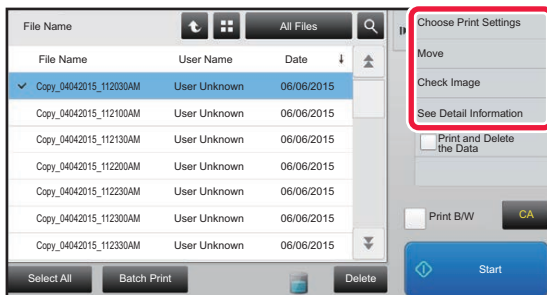 File Name
All Files
File Name User Name Date
Copy_04042015_112030AM User Unknown 06/06/2015
Copy_04042015_112100AM User Unknown 06/06/2015
Copy_04042015_112130AM User Unknown 06/06/2015
Copy_04042015_112200AM User Unknown 06/06/2015
Copy_04042015_112230AM User Unknown 06/06/2015
Copy_04042015_112300AM User Unknown 06/06/2015
Copy_04042015_112330AM User Unknown 06/06/2015
Select All
Batch Print
Delete
Choose Print Settings
Move
Check Image
See Detail Information
Print and Delete
the Data
Print B/W
CA
Start